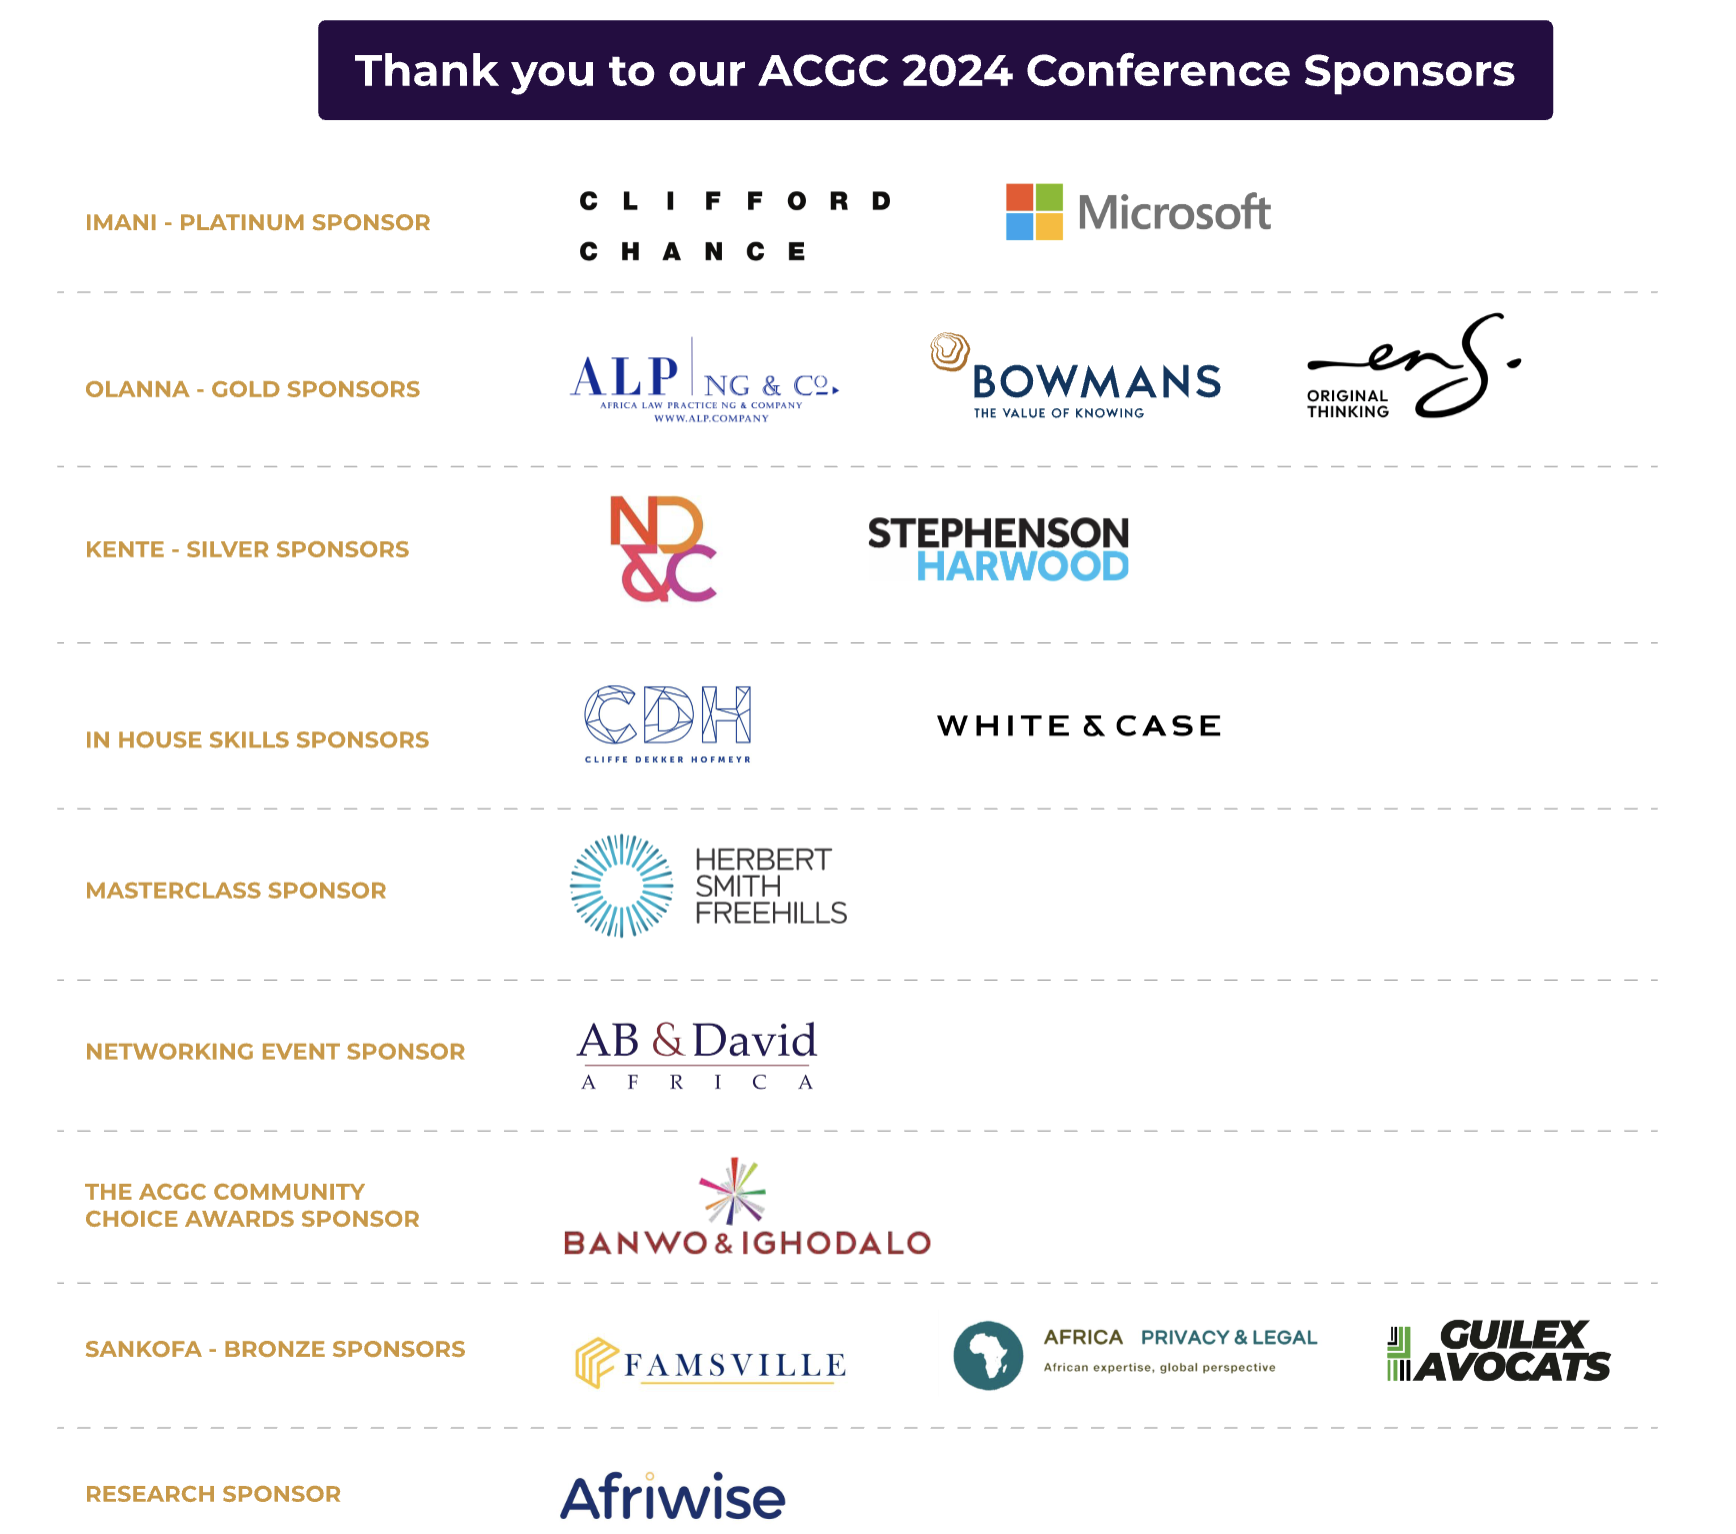 Thank you to our ACGC 2024 Conference Sponsors
IMANI - PLATINUM SPONSOR
CLIFFORD
CHANCE
Microsoft
OLANNA - GOLD SPONSORS
ALP NG & CO
AFRICA LAW PRACTICE NG & COMPANY
WWW.ALP.COMPANY
BOWMANS
THE VALUE OF KNOWING
ens.
ORIGINAL
THINKING
KENTE - SILVER SPONSORS
ND
&C
STEPHENSON
HARWOOD
IN HOUSE SKILLS SPONSORS
CDH
CLIFFE DEKKER HOFMEYR
WHITE & CASE
MASTERCLASS SPONSOR
HERBERT
SMITH
FREEHILLS
NETWORKING EVENT SPONSOR
AB & David
AFRICA
THE ACGC COMMUNITY
CHOICE AWARDS SPONSOR
BANWO & IGHODALO
SANKOFA - BRONZE SPONSORS
FAMSVILLE
AFRICA PRIVACY & LEGAL
African expertise, global perspective
GUILEX
AVOCATS
RESEARCH SPONSOR
Afriwise